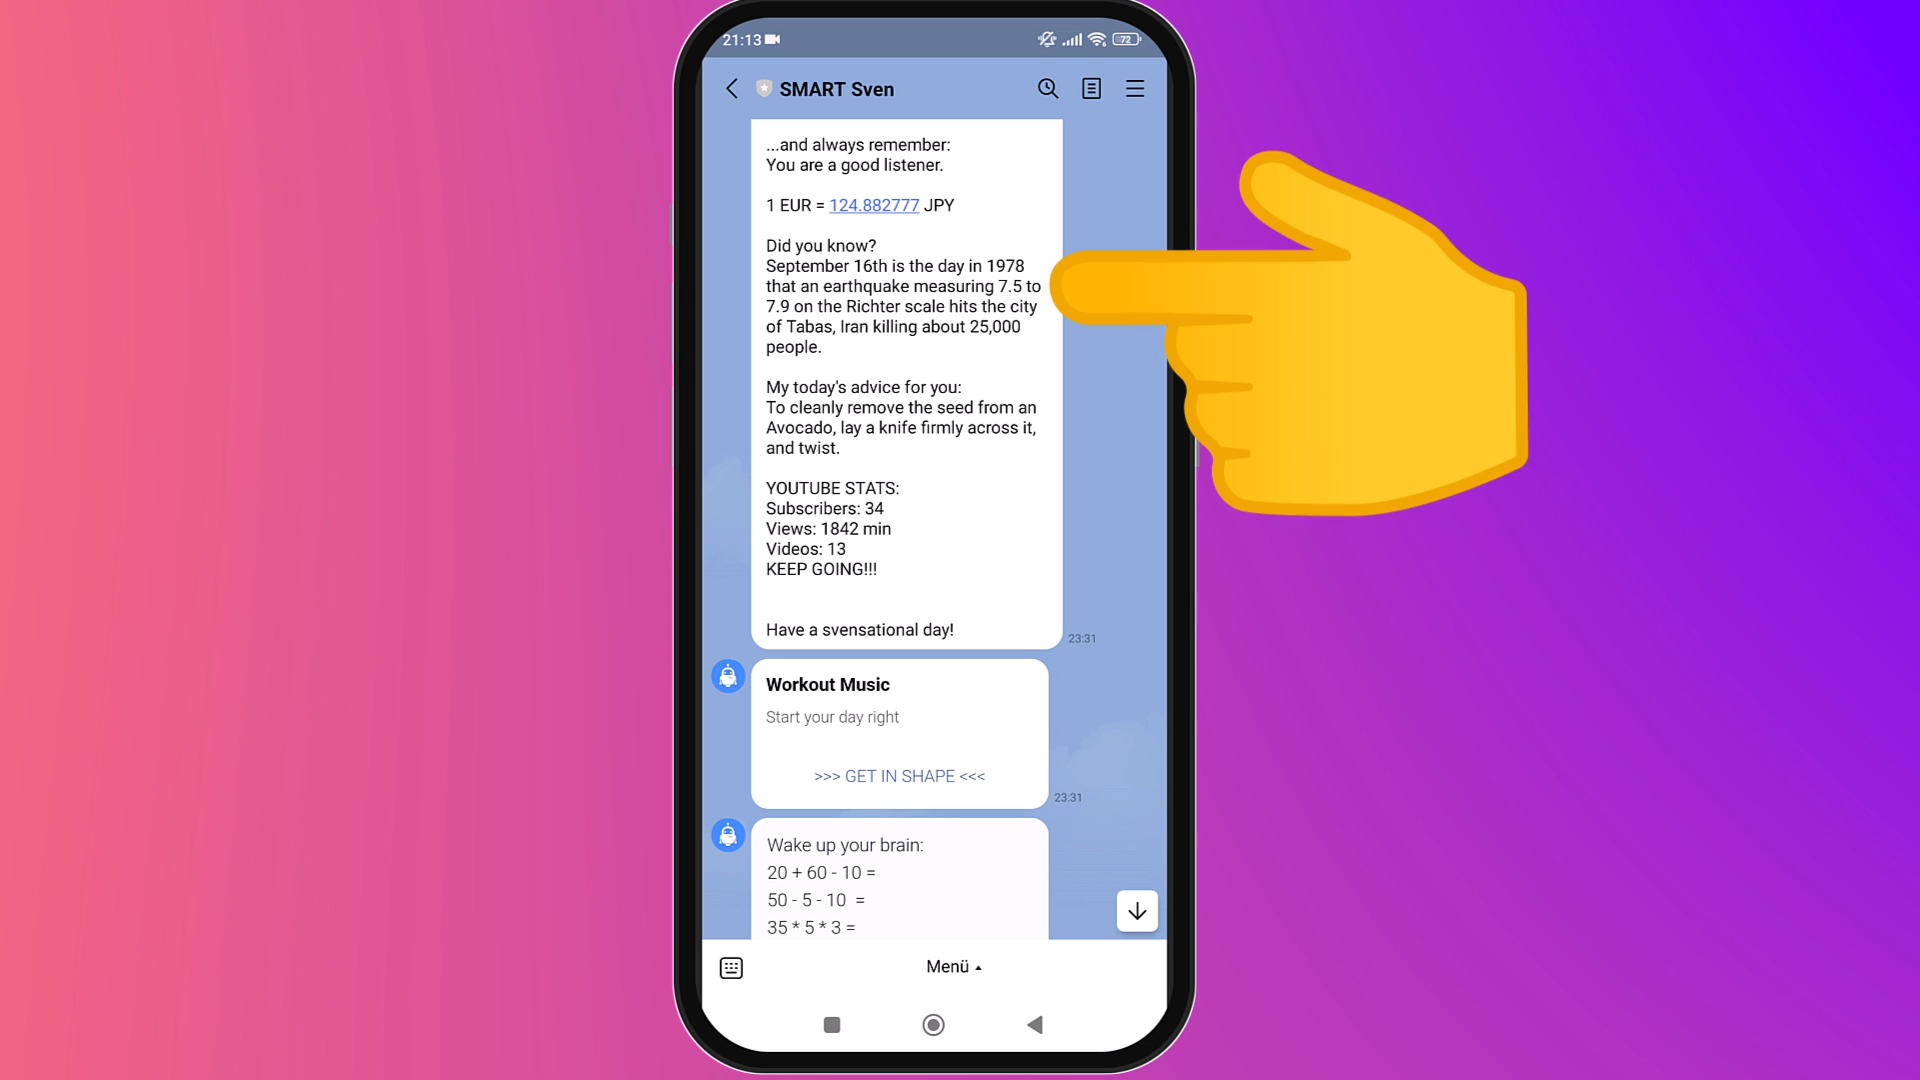 21:13
72
SMART Sven
...and always remember:
You are a good listener.
1 EUR = 124.882777 JPY
Did you know?
September 16th is the day in 1978
that an earthquake measuring 7.5 to
7.9 on the Richter scale hits the city
of Tabas, Iran killing about 25,000
people.
My today's advice for you:
To cleanly remove the seed from an
Avocado, lay a knife firmly across it,
and twist.
YOUTUBE STATS:
Subscribers: 34
Views: 1842 min
Videos: 13
KEEP GOING!!!
Have a svensational day!
23:31
Workout Music
Start your day right
>>> GET IN SHAPE <<<
23:31
Wake up your brain:
20 + 60 - 10 =
50 - 5 - 10  =
35 * 5 * 3 =
Menü